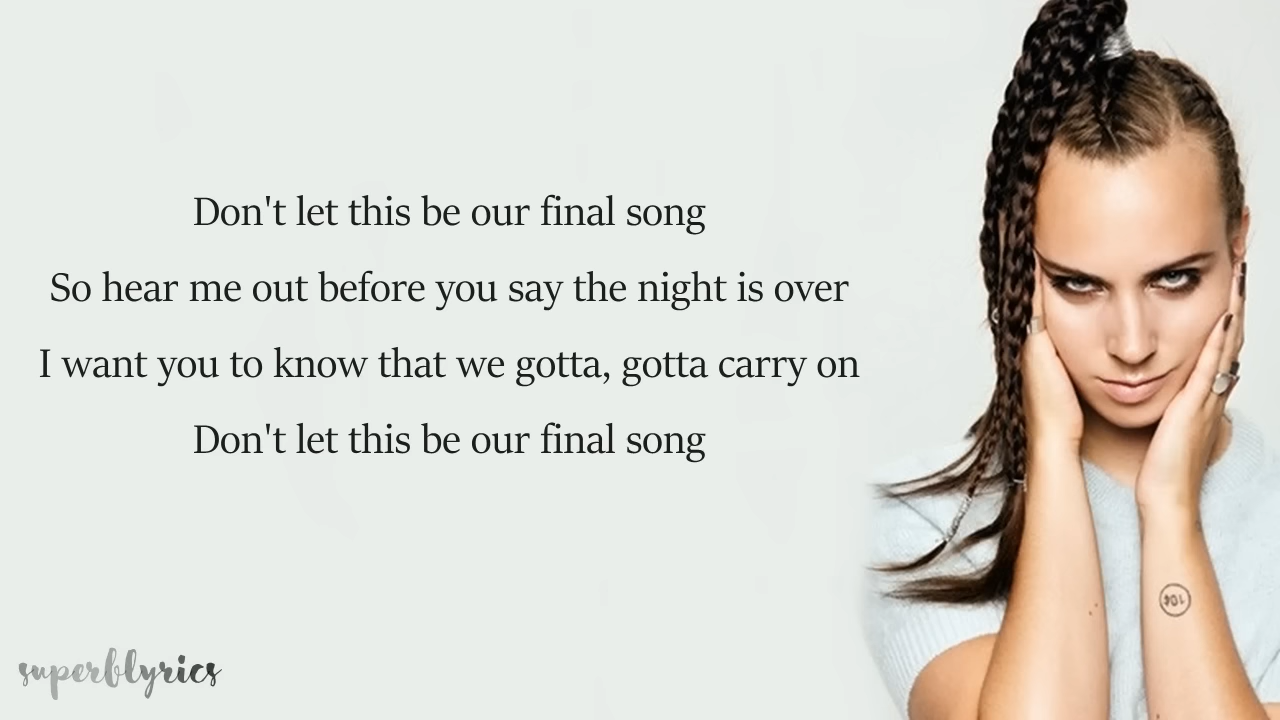 Don't let this be our final song
So hear me out before you say the night is over
I want you to know that we gotta, gotta carry on
Don't let this be our final song
superblyrics